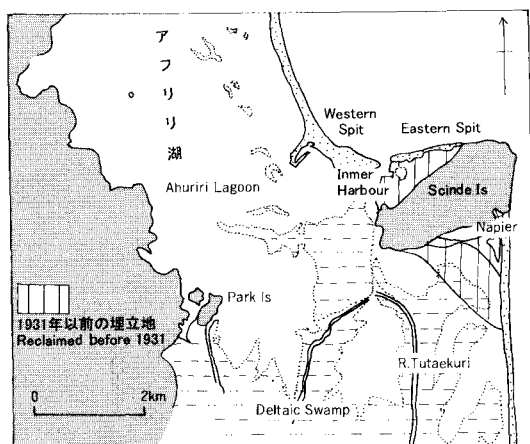 アフリリ湖
Western
Spit
Eastern Spit
Inner
Harbour
Scinde Is
Ahuriri Lagoon
Napier
Park Is
1931年以前の埋立地
Reclaimed before 1931
R.Tutaekuri
0 2km
Deltaic Swamp